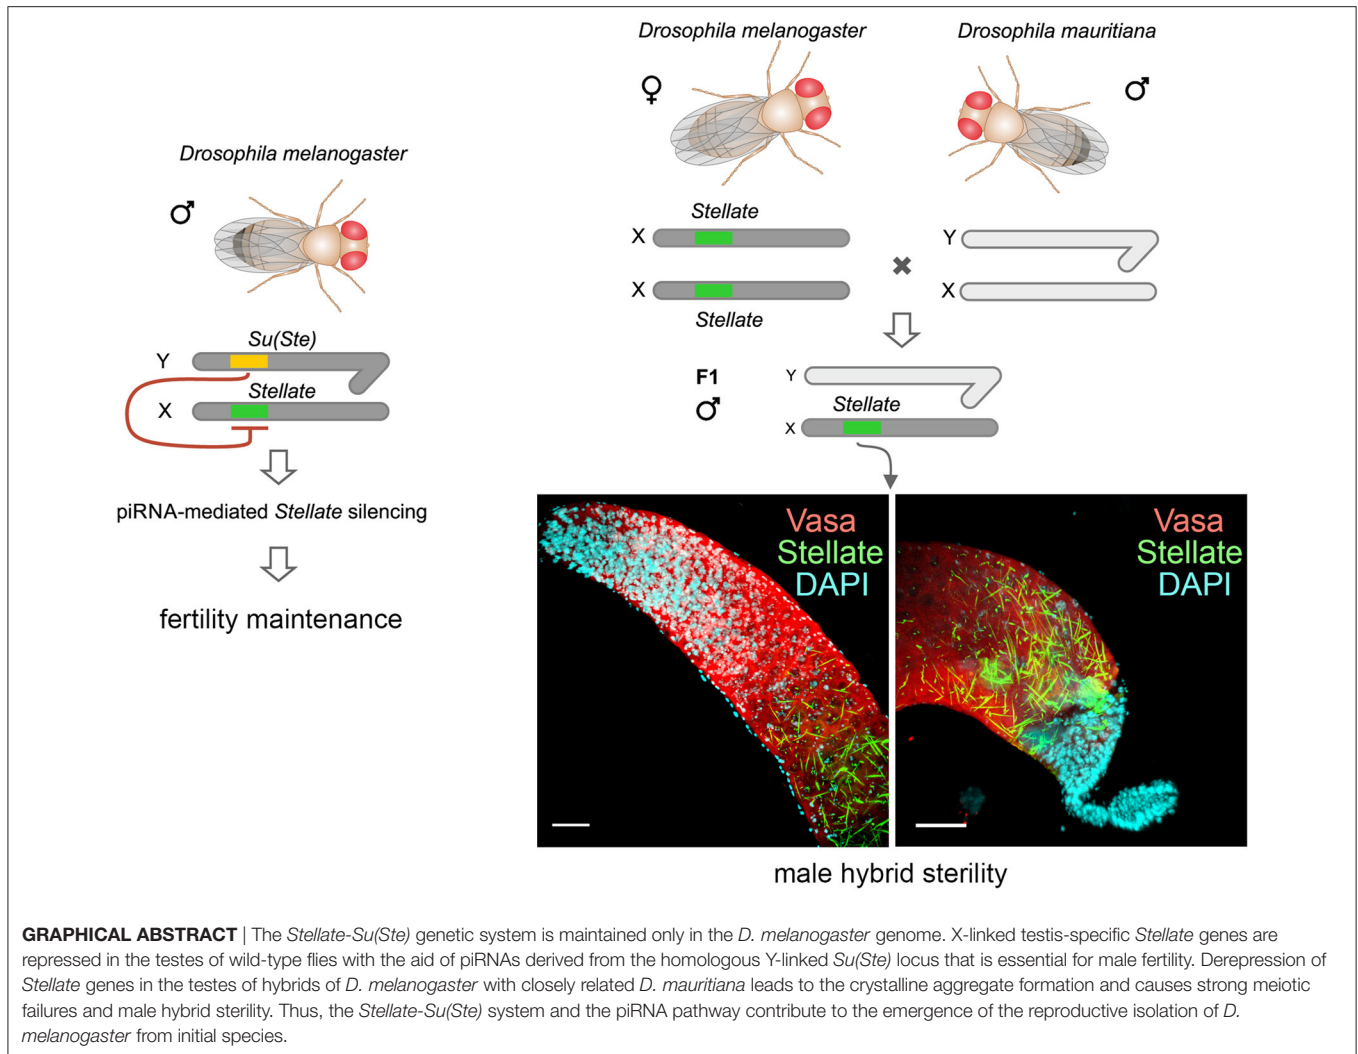 Drosophila melanogaster
♂
Y
Su(Ste)
Stellate
X
piRNA-mediated Stellate silencing
fertility maintenance
Drosophila melanogaster
Drosophila mauritiana
♀
♂
Stellate
X
Y
X
X
Stellate
F1
Y
♂
Stellate
X
Vasa
Stellate
DAPI
Vasa
Stellate
DAPI
male hybrid sterility
GRAPHICAL ABSTRACT | The Stellate-Su(Ste) genetic system is maintained only in the D. melanogaster genome. X-linked testis-specific Stellate genes are
repressed in the testes of wild-type flies with the aid of piRNAs derived from the homologous Y-linked Su(Ste) locus that is essential for male fertility. Derepression of
Stellate genes in the testes of hybrids of D. melanogaster with closely related D. mauritiana leads to the crystalline aggregate formation and causes strong meiotic
failures and male hybrid sterility. Thus, the Stellate-Su(Ste) system and the piRNA pathway contribute to the emergence of the reproductive isolation of D.
melanogaster from initial species.